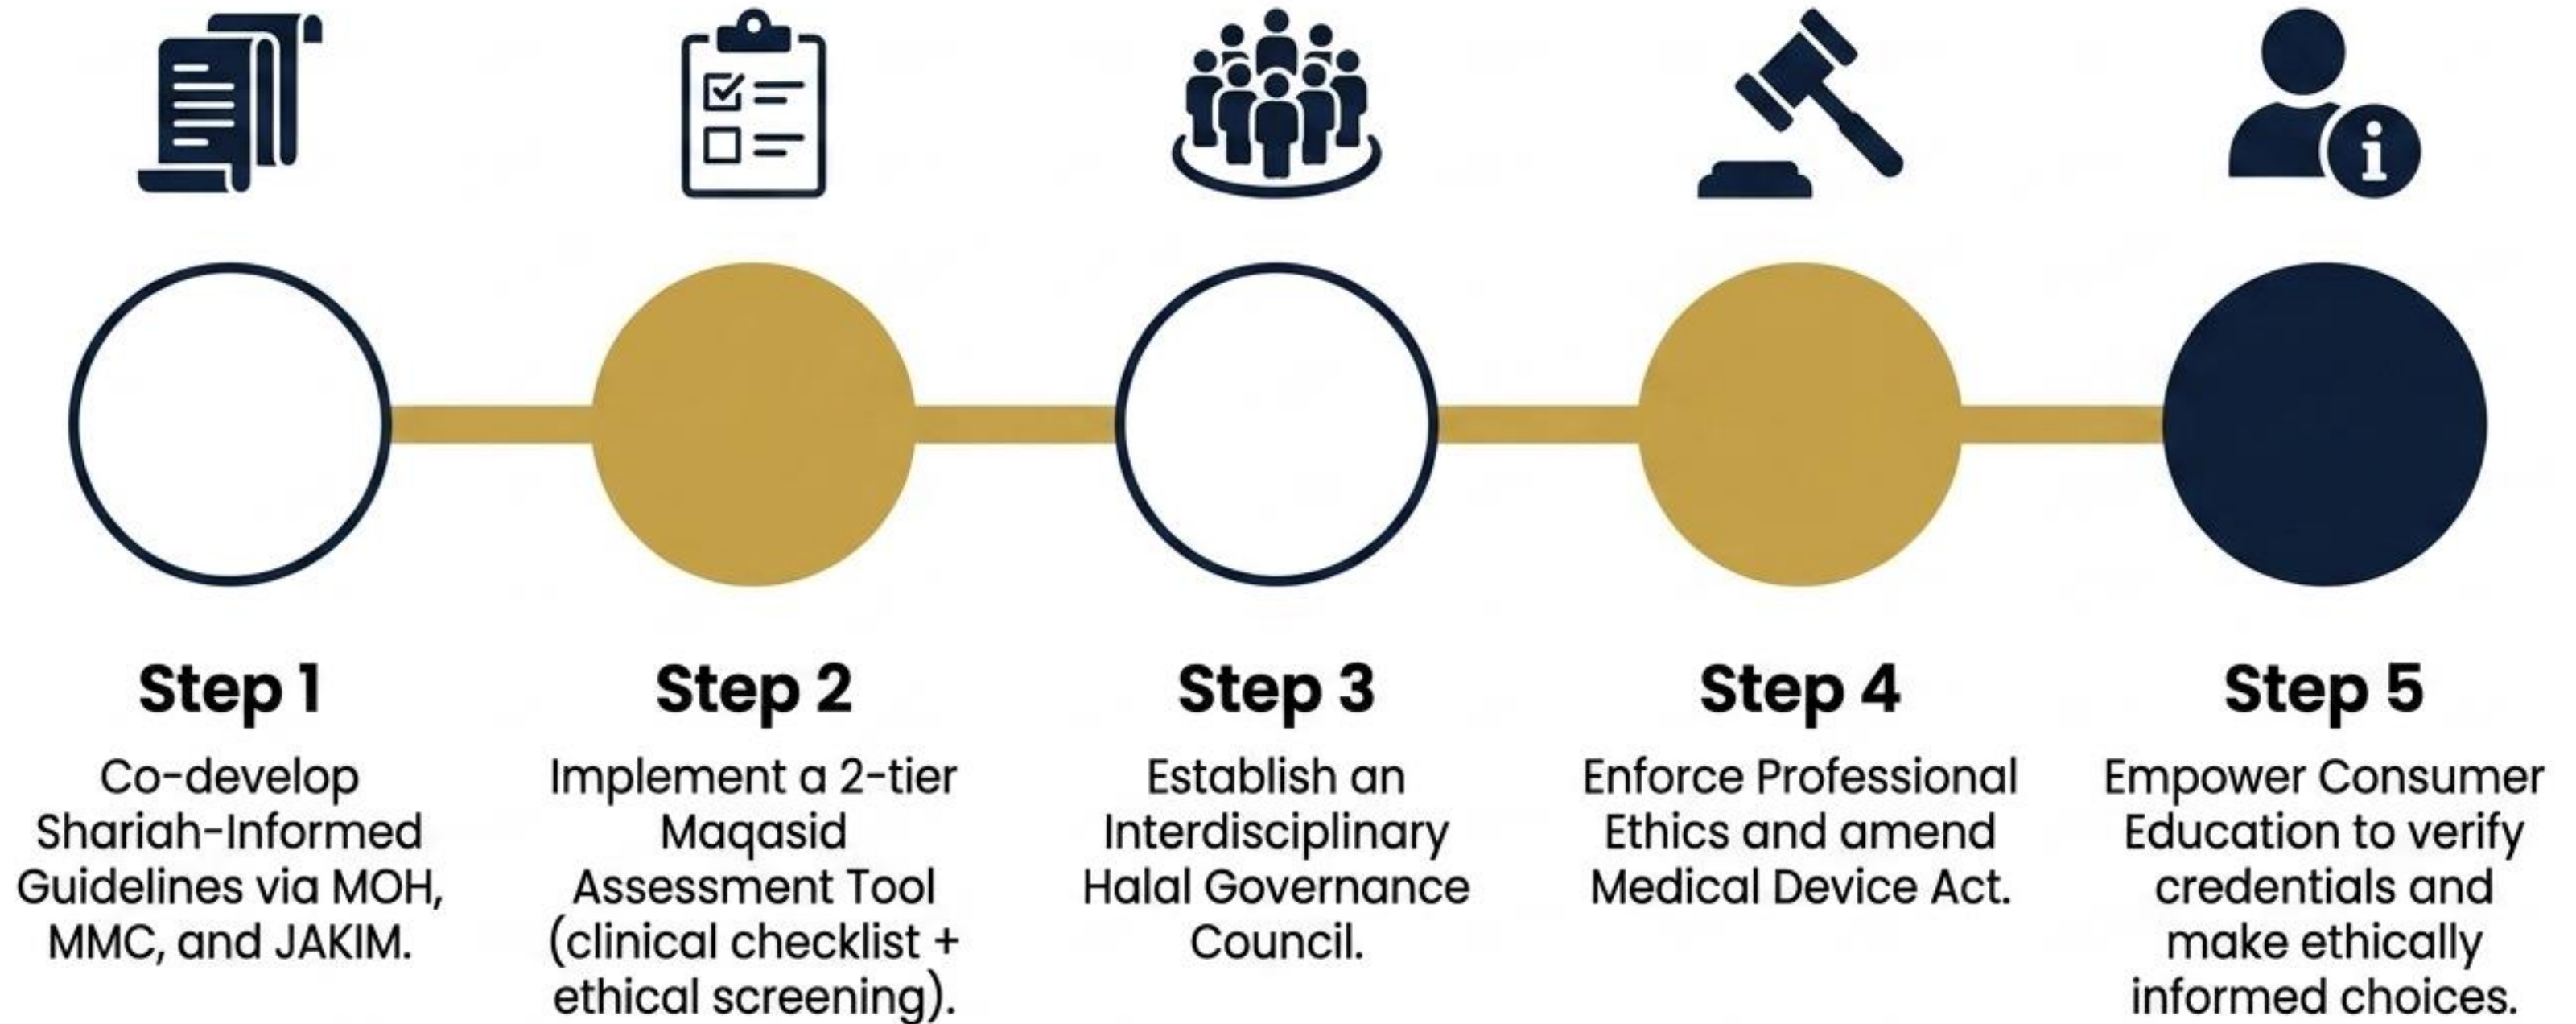 Step 1
Co-develop
Shariah-Informed
Guidelines via MOH,
MMC, and JAKIM.
Step 2
Implement a 2-tier
Maqasid
Assessment Tool
(clinical checklist +
ethical screening).
Step 3
Establish an
Interdisciplinary
Halal Governance
Council.
Step 4
Enforce Professional
Ethics and amend
Medical Device Act.
Step 5
Empower Consumer
Education to verify
credentials and
make ethically
informed choices.